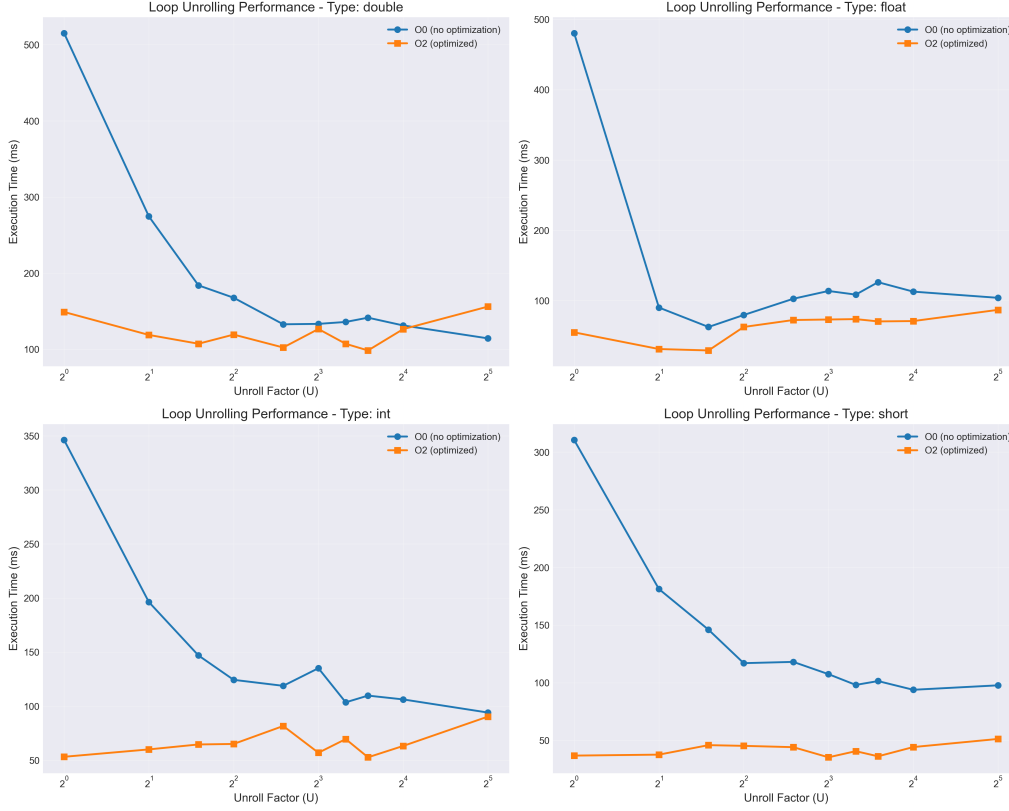 Loop Unrolling Performance - Type: double
O0 (no optimization)
O2 (optimized)
500
400
300
200
100
Execution Time (ms)
2^0 2^1 2^2 2^3 2^4 2^5
Unroll Factor (U)
Loop Unrolling Performance - Type: float
O0 (no optimization)
O2 (optimized)
500
400
300
200
100
Execution Time (ms)
2^0 2^1 2^2 2^3 2^4 2^5
Unroll Factor (U)
Loop Unrolling Performance - Type: int
O0 (no optimization)
O2 (optimized)
350
300
250
200
150
100
50
Execution Time (ms)
2^0 2^1 2^2 2^3 2^4 2^5
Unroll Factor (U)
Loop Unrolling Performance - Type: short
O0 (no optimization)
O2 (optimized)
300
250
200
150
100
50
Execution Time (ms)
2^0 2^1 2^2 2^3 2^4 2^5
Unroll Factor (U)